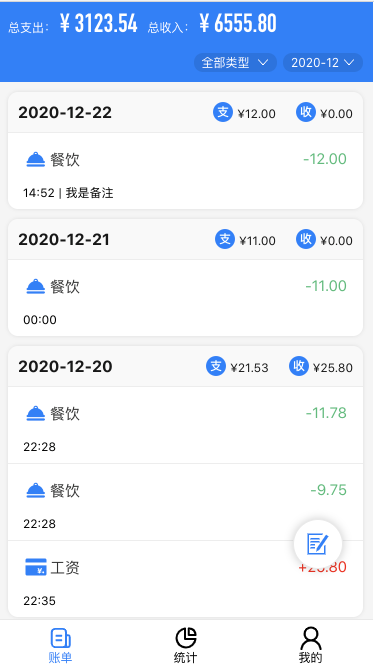 总支出: ¥ 3123.54 总收入: ¥ 6555.80
全部类型 2020-12
2020-12-22 支 ¥12.00 收 ¥0.00
餐饮 -12.00
14:52 | 我是备注
2020-12-21 支 ¥11.00 收 ¥0.00
餐饮 -11.00
00:00
2020-12-20 支 ¥21.53 收 ¥25.80
餐饮 -11.78
22:28
餐饮 -9.75
22:28
工资 +25.80
22:35
账单 统计 我的